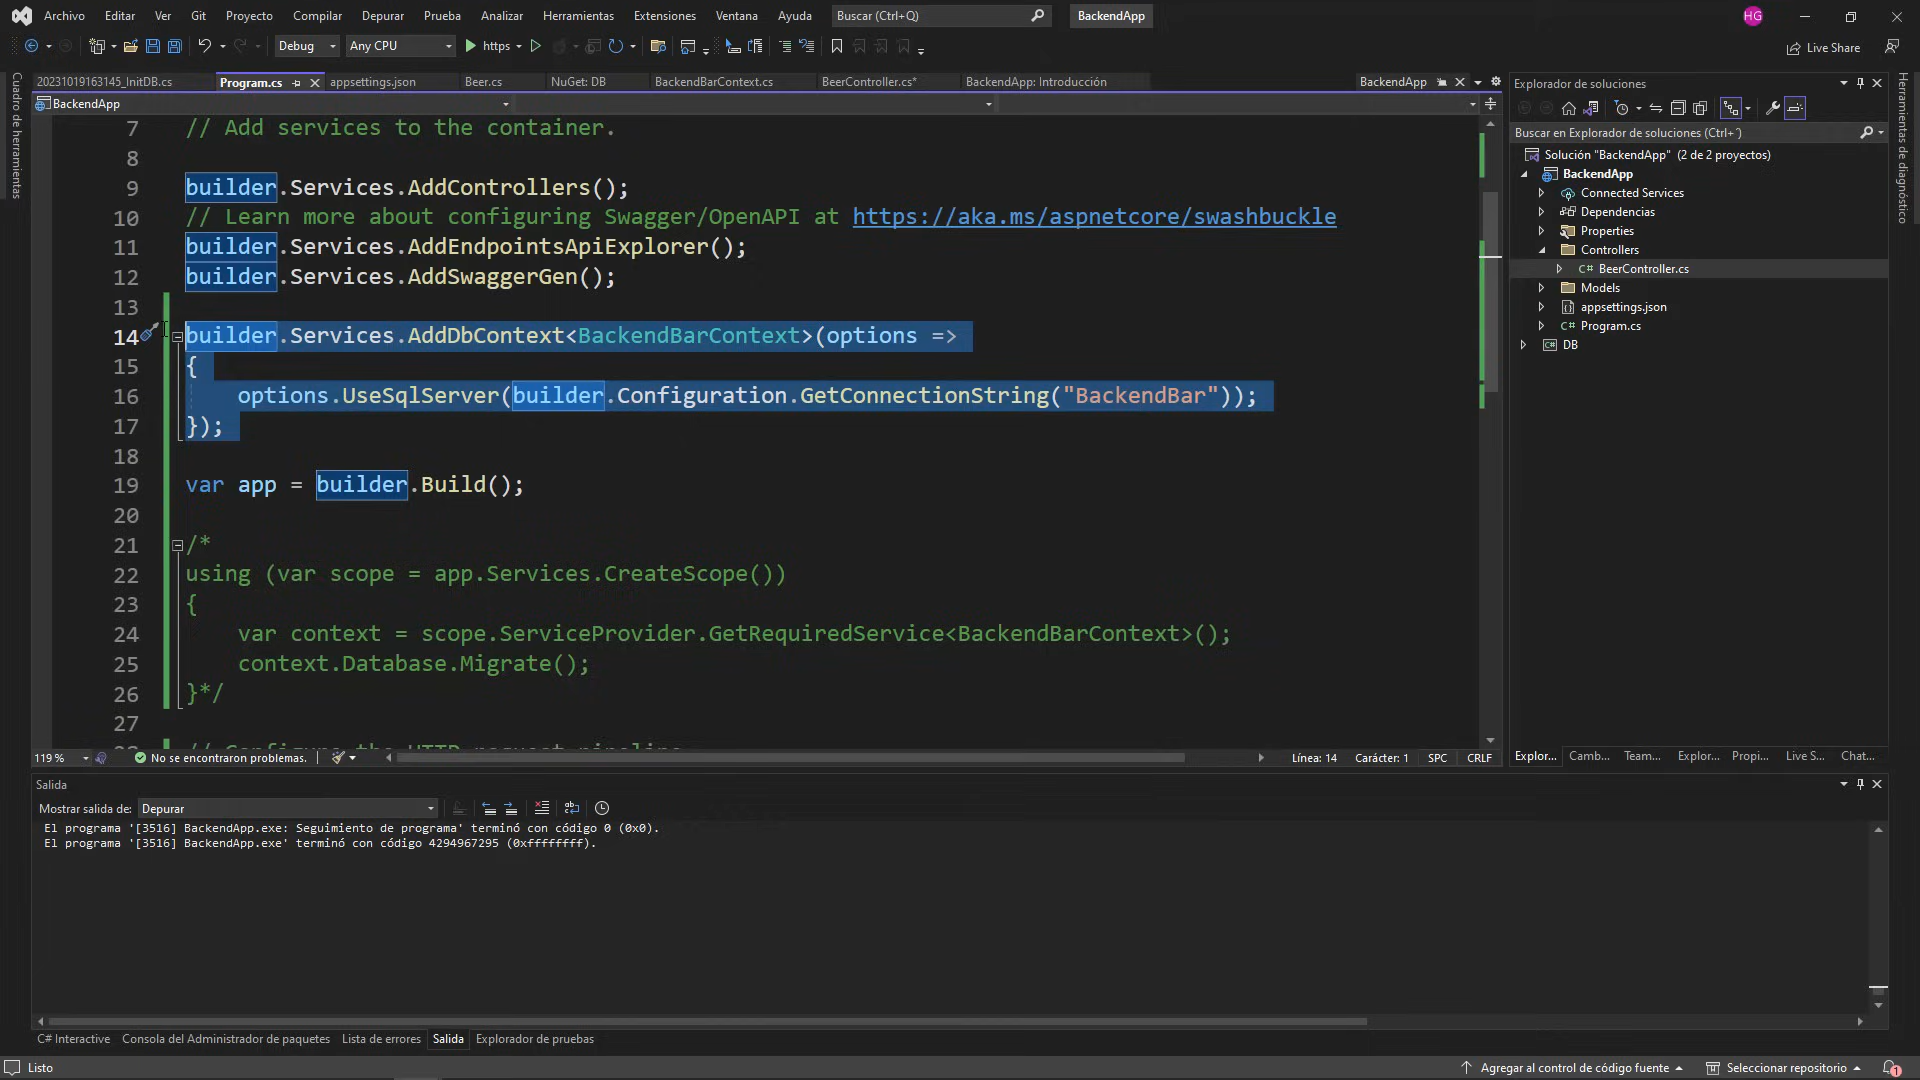 Archivo Editar Ver Git Proyecto Compilar Depurar Prueba Analizar Herramientas Extensiones Ventana Ayuda Buscar (Ctrl+Q) BackendApp HG
Debug Any CPU https Live Share
20231019163145_InitDB.cs Program.cs appsettings.json Beer.cs NuGet: DB BackendBarContext.cs BeerController.cs* BackendApp: Introducción BackendApp
BackendApp
Cuadro de herramientas
7 // Add services to the container.
8
9 builder.Services.AddControllers();
10 // Learn more about configuring Swagger/OpenAPI at https://aka.ms/aspnetcore/swashbuckle
11 builder.Services.AddEndpointsApiExplorer();
12 builder.Services.AddSwaggerGen();
13
14 builder.Services.AddDbContext<BackendBarContext>(options =>
15 {
16 options.UseSqlServer(builder.Configuration.GetConnectionString("BackendBar"));
17 });
18
19 var app = builder.Build();
20
21 /*
22 using (var scope = app.Services.CreateScope())
23 {
24 var context = scope.ServiceProvider.GetRequiredService<BackendBarContext>();
25 context.Database.Migrate();
26 }*/
27
119 % No se encontraron problemas. Línea: 14 Carácter: 1 SPC CRLF
Explorador de soluciones
Buscar en Explorador de soluciones (Ctrl+´)
Solución "BackendApp" (2 de 2 proyectos)
BackendApp
Connected Services
Dependencias
Properties
Controllers
C# BeerController.cs
Models
appsettings.json
C# Program.cs
C# DB
Explor... Camb... Team... Explor... Propi... Live S... Chat...
Herramientas de diagnóstico
Salida
Mostrar salida de: Depurar
El programa '[3516] BackendApp.exe: Seguimiento de programa' terminó con código 0 (0x0).
El programa '[3516] BackendApp.exe' terminó con código 4294967295 (0xffffffff).
C# Interactive Consola del Administrador de paquetes Lista de errores Salida Explorador de pruebas
Listo Agregar al control de código fuente Seleccionar repositorio 1